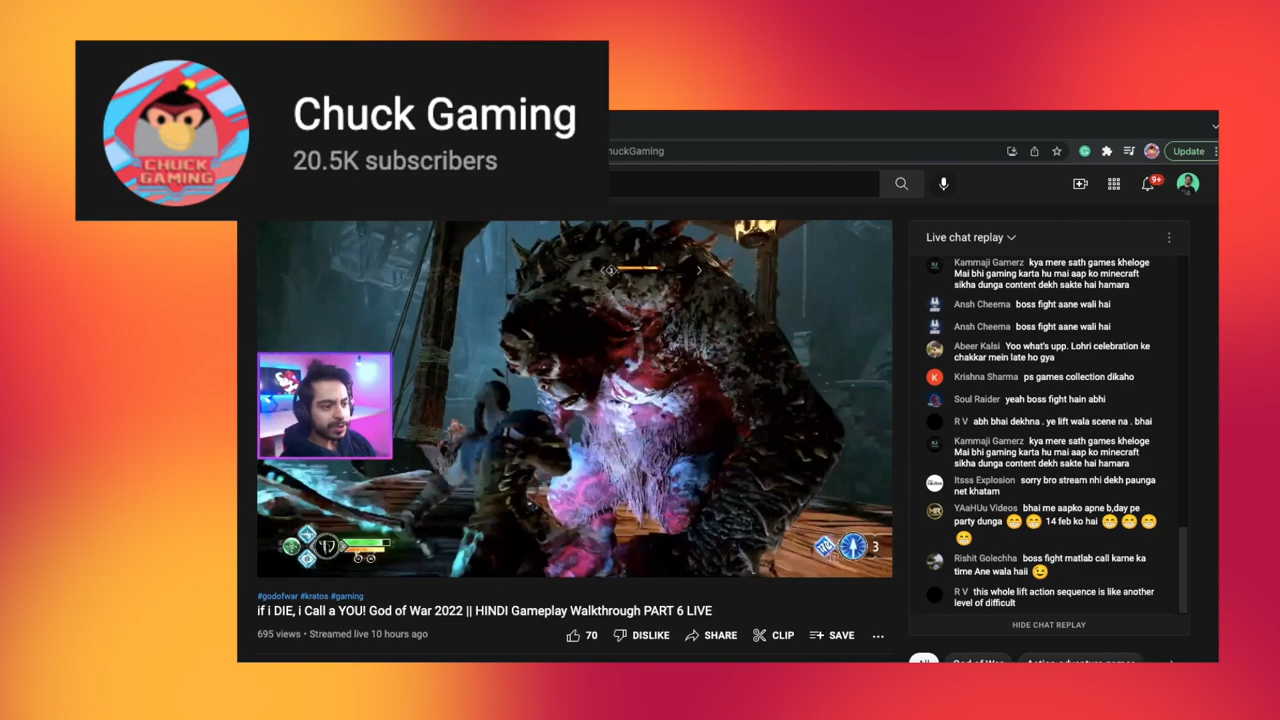 Chuck Gaming
20.5K subscribers
CHUCK
GAMING
huckGaming
Update
9+
Live chat replay
Kammaji Gamerz kya mere sath games kheloge
Mai bhi gaming karta hu mai aap ko minecraft
sikha dunga content dekh sakte hai hamara
Ansh Cheema boss fight aane wali hai
Ansh Cheema boss fight aane wali hai
Abeer Kalsi Yoo what's upp. Lohri celebration ke
chakkar mein late ho gya
K
Krishna Sharma ps games collection dikaho
Soul Raider yeah boss fight hain abhi
R V abh bhai dekhna . ye lift wala scene na . bhai
Kammaji Gamerz kya mere sath games kheloge
Mai bhi gaming karta hu mai aap ko minecraft
sikha dunga content dekh sakte hai hamara
Itsss Explosion sorry bro stream nhi dekh paunga
net khatam
YAaHUu Videos bhai me aapko apne b,day pe
party dunga 😁 😁 14 feb ko hai 😁 😁 😁
😁
Rishit Golechha boss fight matlab call karne ka
time Ane wala haii 😉
R V this whole lift action sequence is like another
level of difficult
HIDE CHAT REPLAY
3
#godofwar #kratos #gaming
if i DIE, i Call a YOU! God of War 2022 || HINDI Gameplay Walkthrough PART 6 LIVE
695 views • Streamed live 10 hours ago
70 DISLIKE SHARE CLIP SAVE
All God of War Action-adventure games